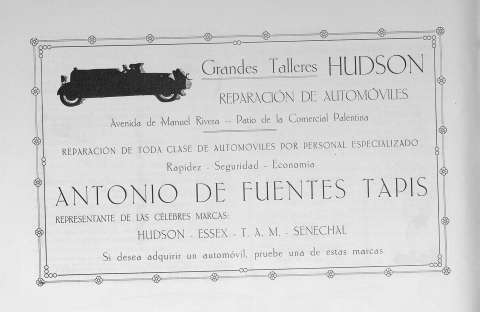 Grandes Talleres HUDSON
REPARACIÓN DE AUTOMÓVILES
Avenida de Manuel Rivera -- Patio de la Comercial Palentina
REPARACION DE TODA CLASE DE AUTOMOVILES POR PERSONAL ESPECIALIZADO
Rapidez - Seguridad - Economía
ANTONIO DE FUENTES TAPIS
REPRESENTANTE DE LAS CÉLEBRES MARCAS:
HUDSON - ESSEX - T. A. M. - SENECHAL
Si desea adquirir un automóvil, pruebe una de estas marcas